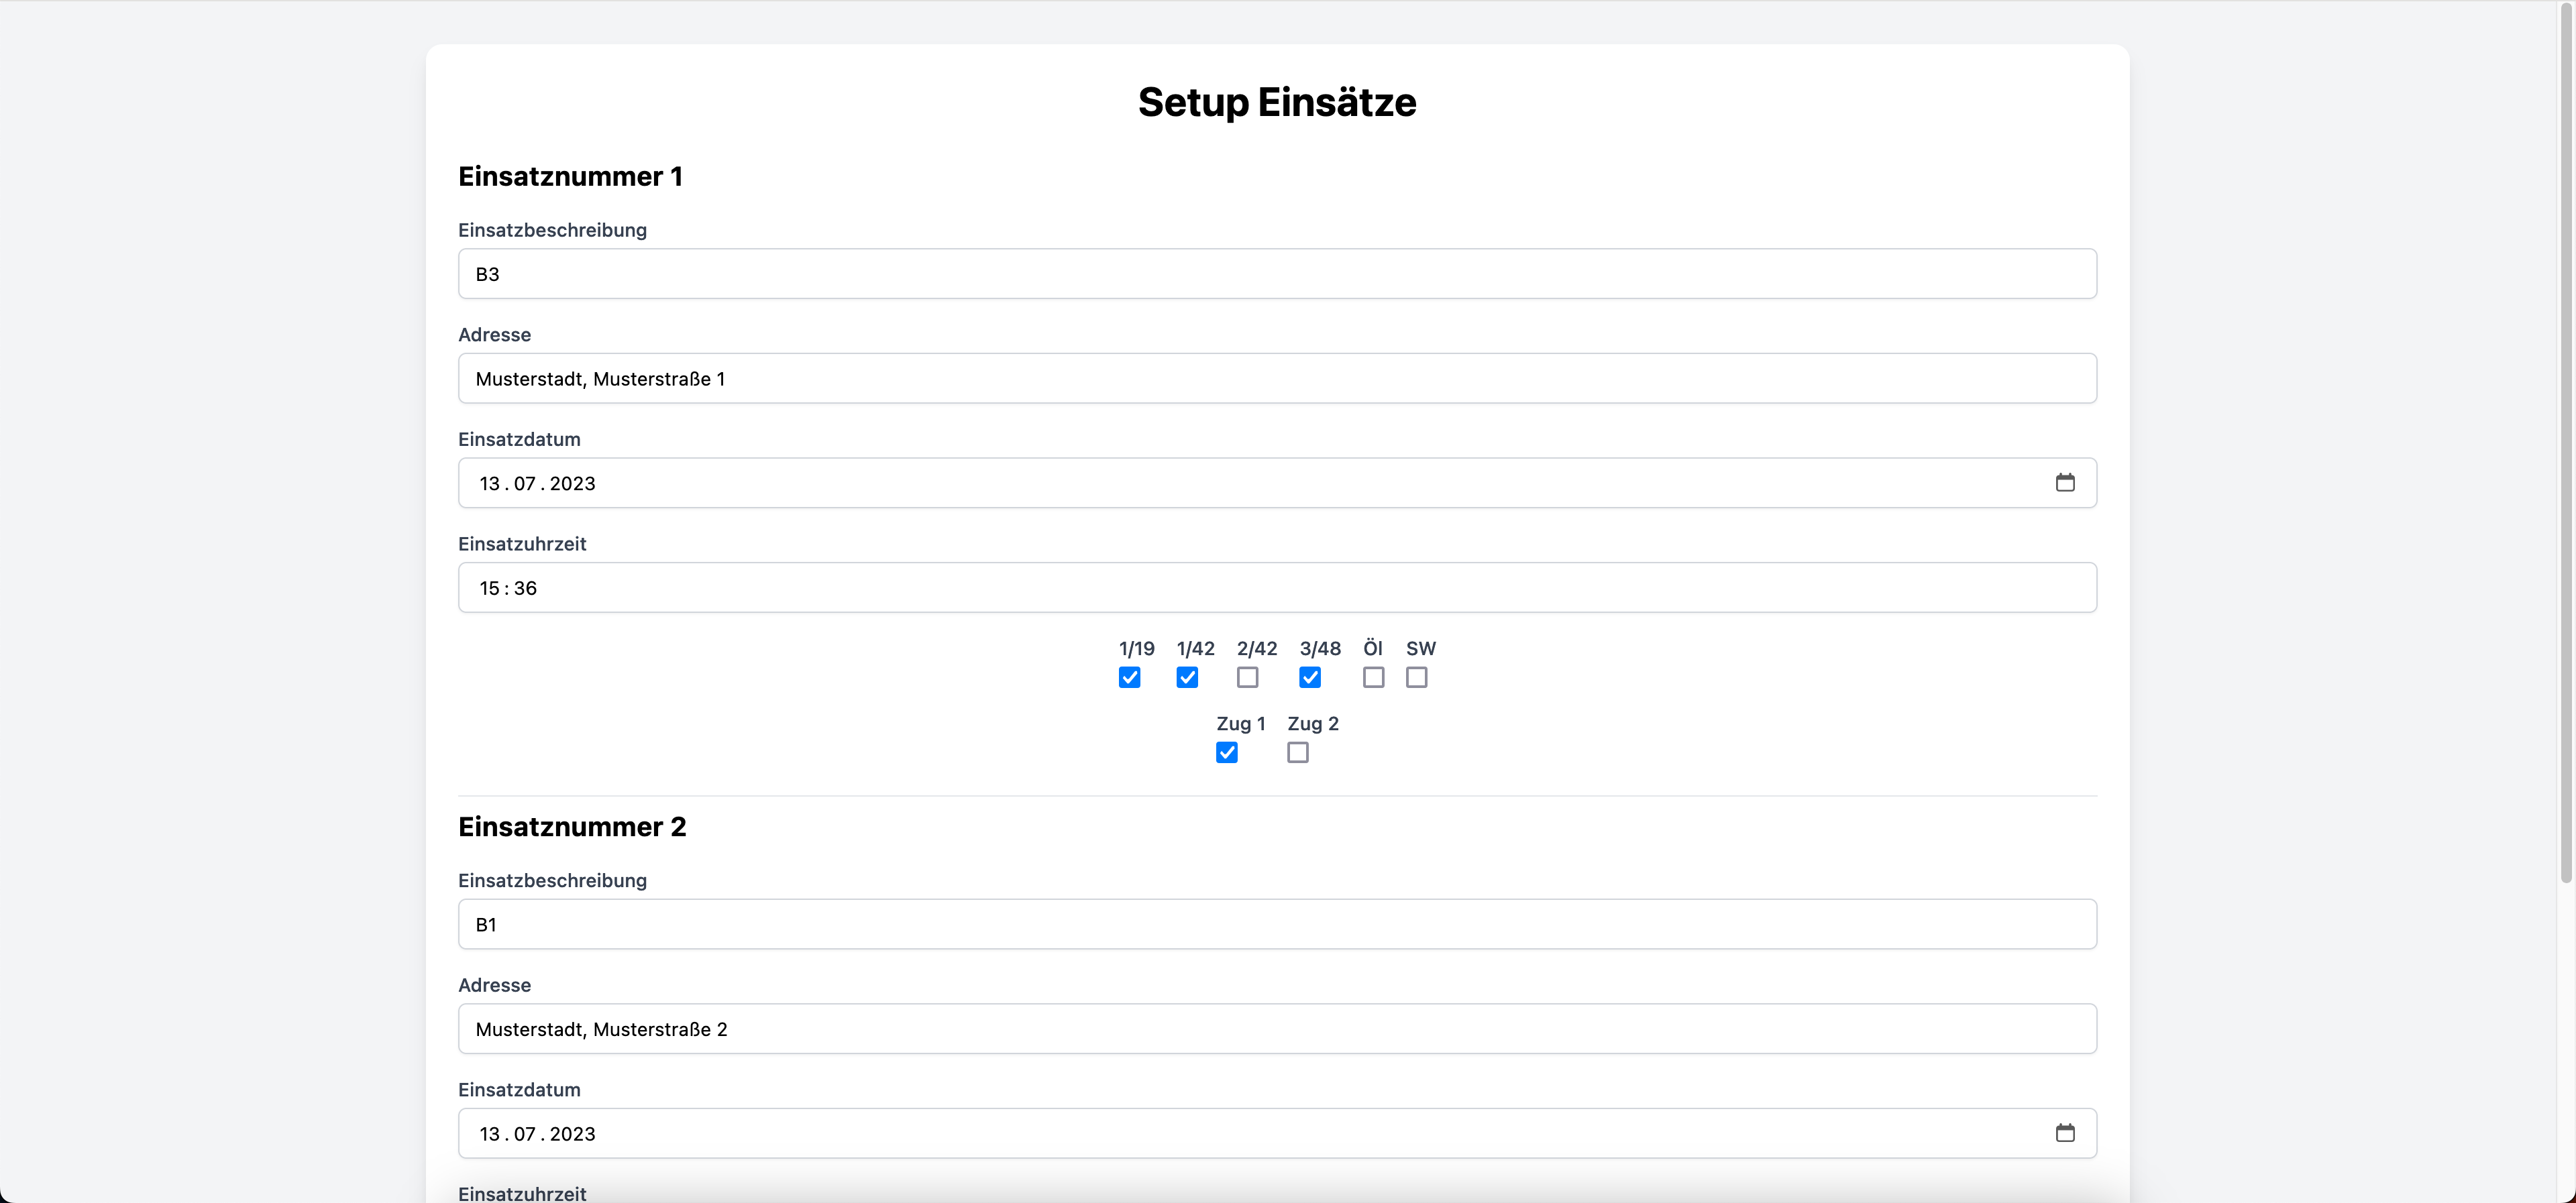 Setup Einsätze
Einsatznummer 1
Einsatzbeschreibung
B3
Adresse
Musterstadt, Musterstraße 1
Einsatzdatum
13.07.2023
Einsatzuhrzeit
15:36
1/19 1/42 2/42 3/48 Öl SW
Zug 1 Zug 2
Einsatznummer 2
Einsatzbeschreibung
B1
Adresse
Musterstadt, Musterstraße 2
Einsatzdatum
13.07.2023
Einsatzuhrzeit